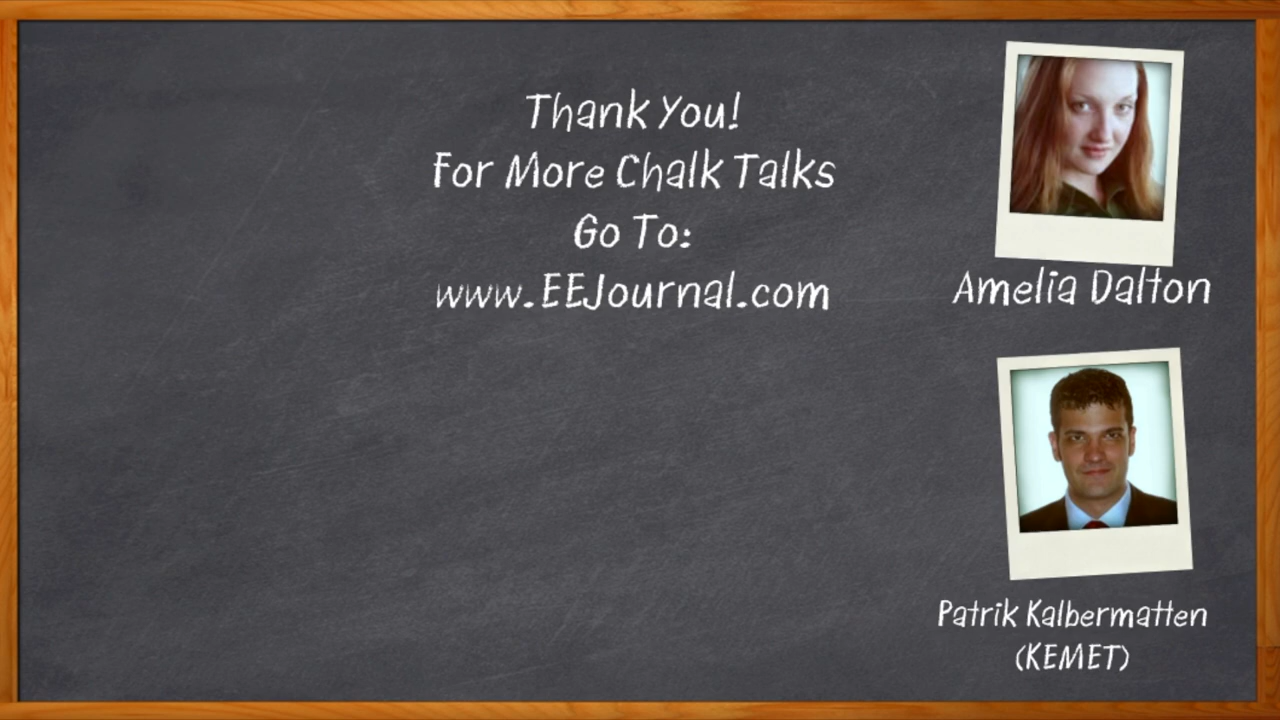 Thank You!
For More Chalk Talks
Go To:
www.EEJournal.com
Amelia Dalton
Patrik Kalbermatten
(KEMET)